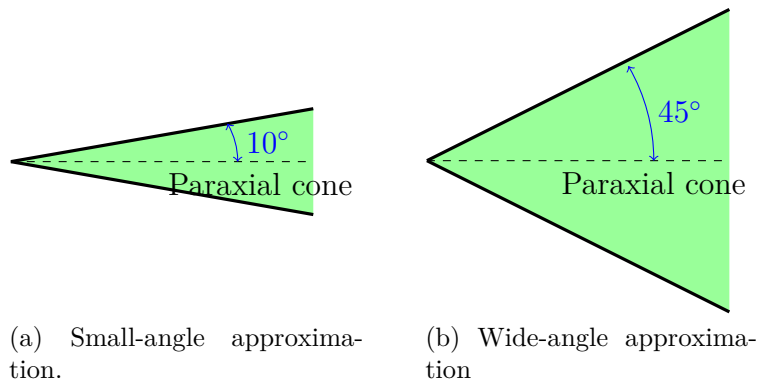 10°
Paraxial cone
(a) Small-angle approxima-
tion.
45°
Paraxial cone
(b) Wide-angle approxima-
tion